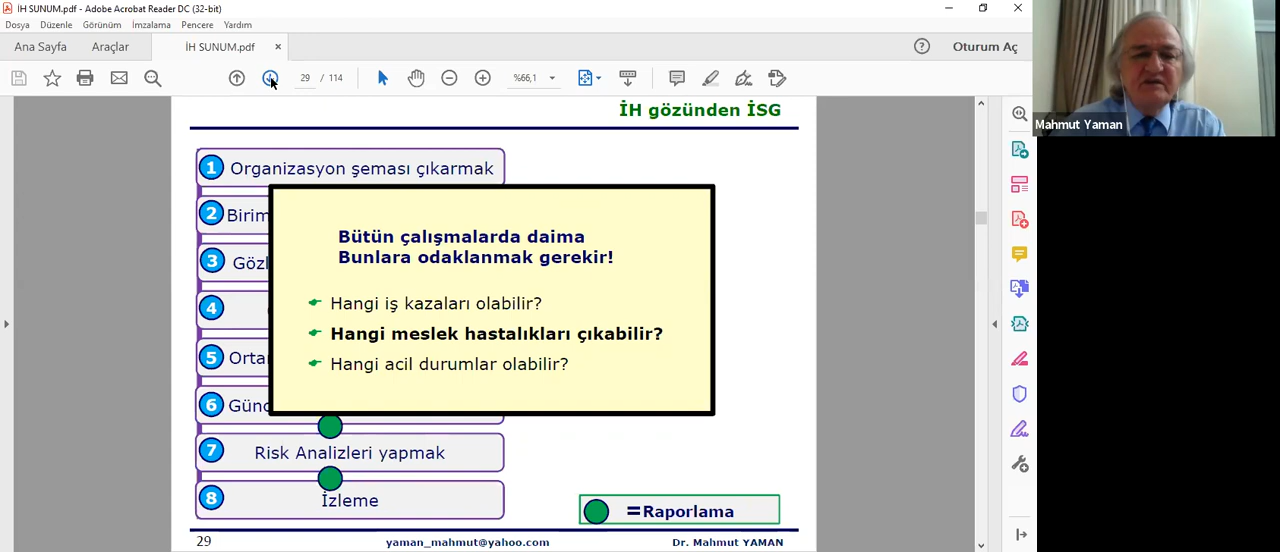 İH SUNUM.pdf - Adobe Acrobat Reader DC (32-bit)
Dosya Düzenle Görünüm İmzalama Pencere Yardım
Ana Sayfa Araçlar İH SUNUM.pdf × Oturum Aç
29 / 114 %66,1
İH gözünden İSG
1 Organizasyon şeması çıkarmak
2 Birim
3 Gözl
4
5 Orta
6 Günc
7 Risk Analizleri yapmak
8 İzleme
Bütün çalışmalarda daima
Bunlara odaklanmak gerekir!
Hangi iş kazaları olabilir?
Hangi meslek hastalıkları çıkabilir?
Hangi acil durumlar olabilir?
=Raporlama
29 yaman_mahmut@yahoo.com Dr. Mahmut YAMAN
Mahmut Yaman